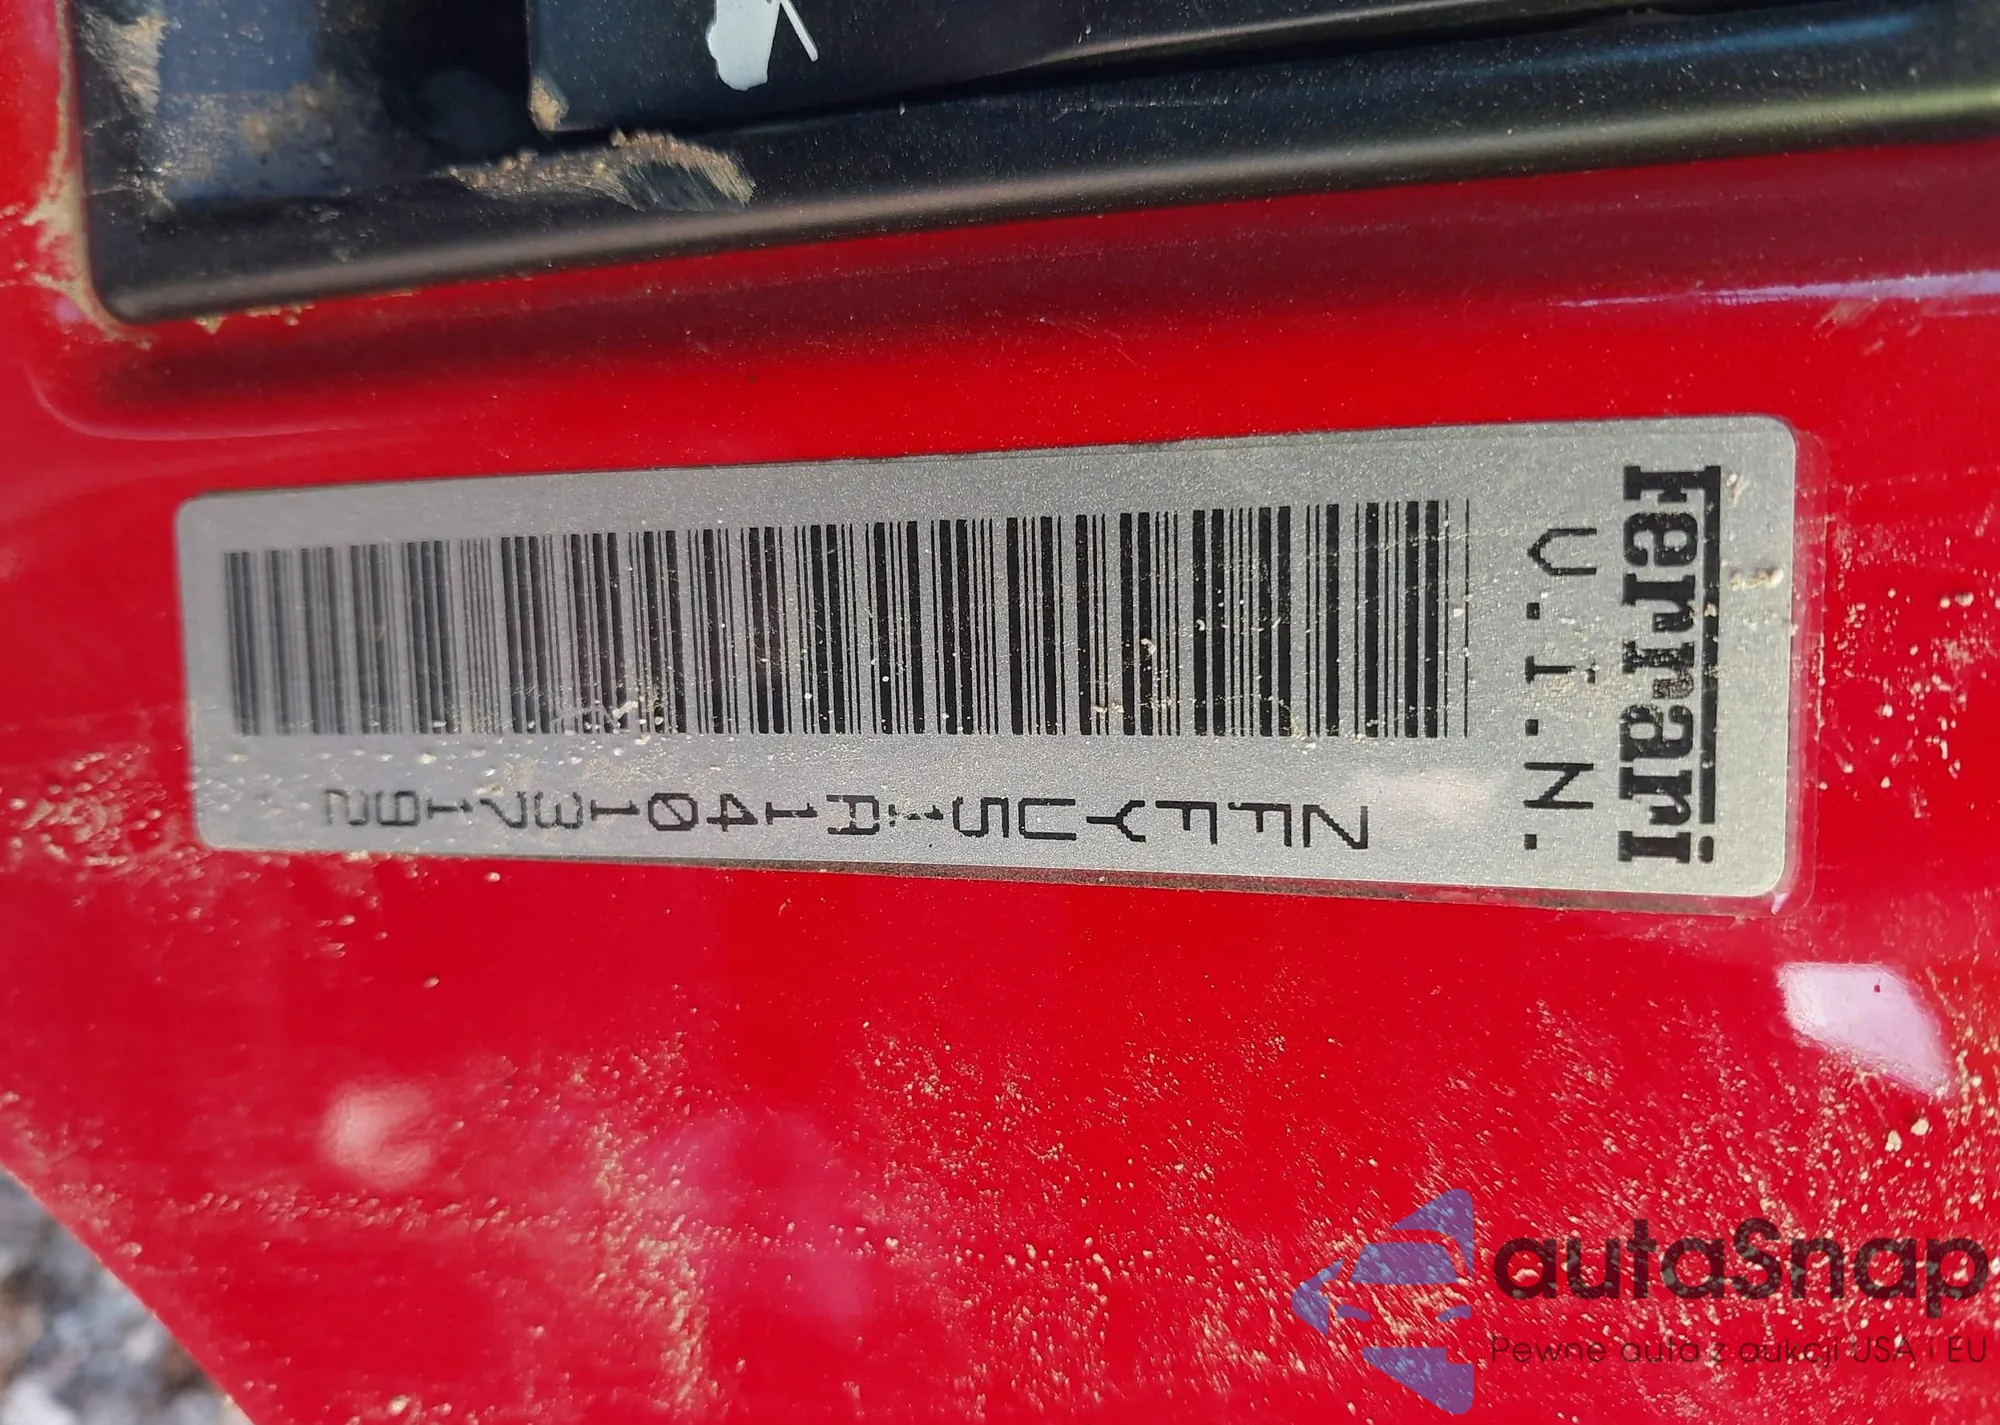 Ferrari
V.I.N.
ZFFYU51A140137192
autaSnap
Pewne auta z aukcji USA i EU